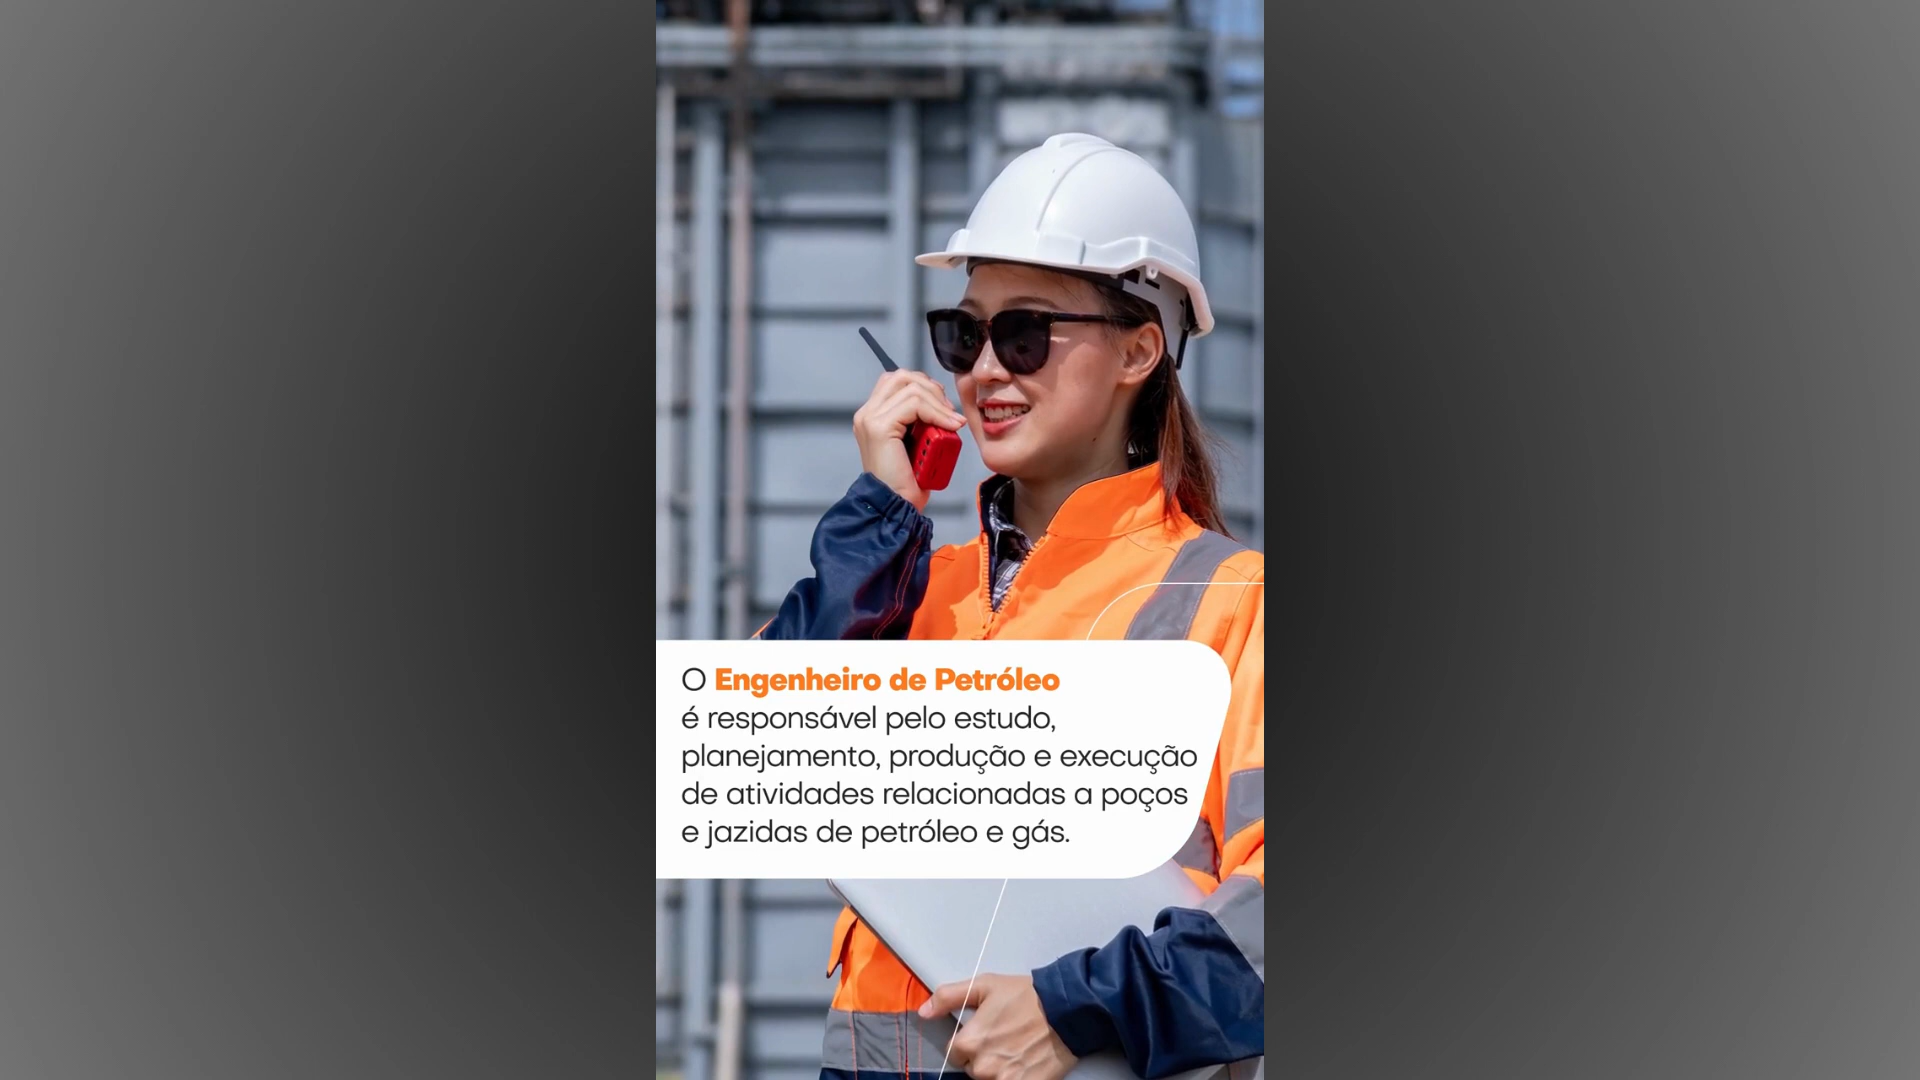 O Engenheiro de Petróleo
é responsável pelo estudo,
planejamento, produção e execução
de atividades relacionadas a poços
e jazidas de petróleo e gás.